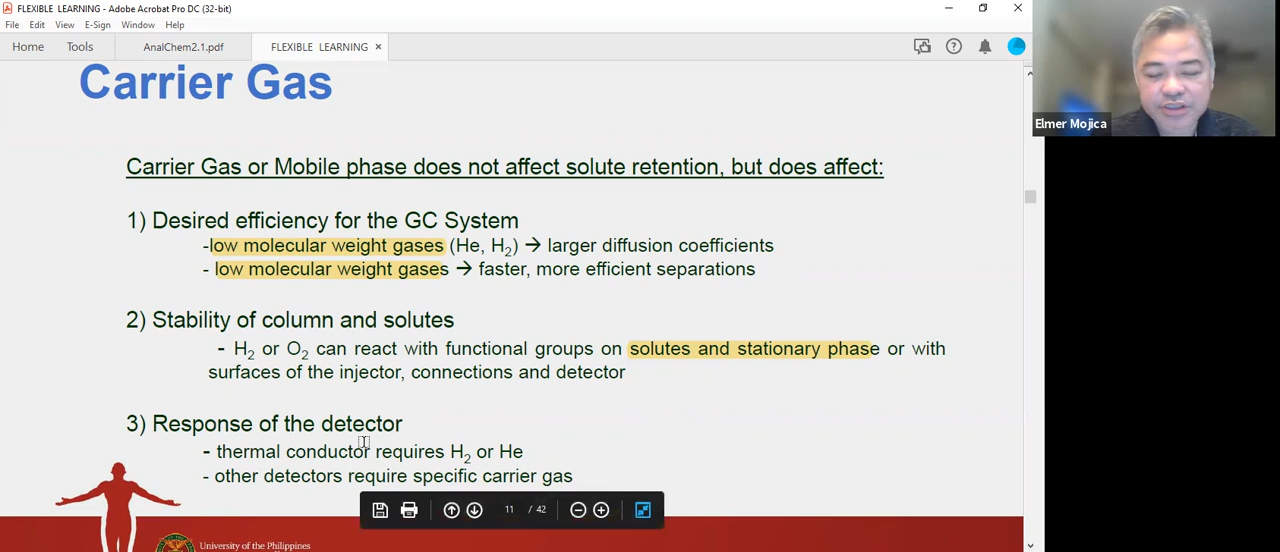 FLEXIBLE LEARNING - Adobe Acrobat Pro DC (32-bit)
File Edit View E-Sign Window Help
Home Tools AnalChem2.1.pdf FLEXIBLE LEARNING ×
Elmer Mojica
Carrier Gas
Carrier Gas or Mobile phase does not affect solute retention, but does affect:
1) Desired efficiency for the GC System
-low molecular weight gases (He, H2) → larger diffusion coefficients
- low molecular weight gases → faster, more efficient separations
2) Stability of column and solutes
- H2 or O2 can react with functional groups on solutes and stationary phase or with
surfaces of the injector, connections and detector
3) Response of the detector
- thermal conductor requires H2 or He
- other detectors require specific carrier gas
11 / 42
University of the Philippines